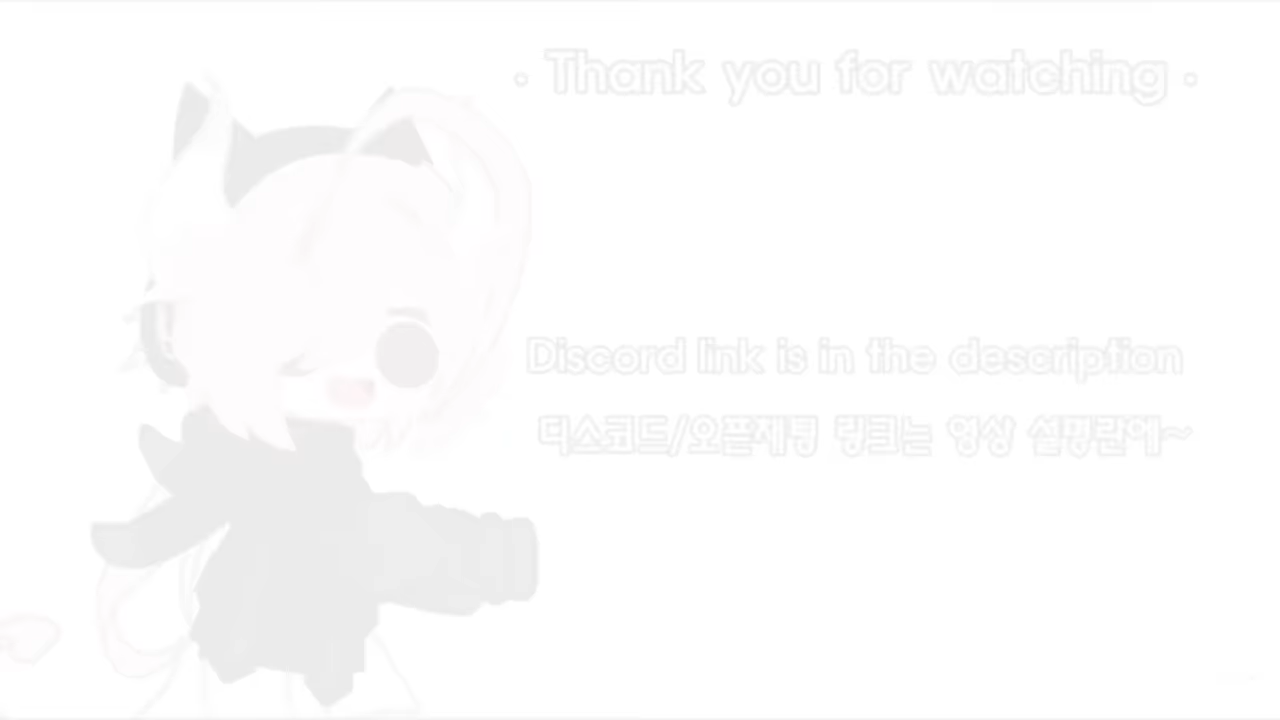 · Thank you for watching ·
Discord link is in the description
디스코드/오픈채팅 링크는 영상 설명란에~